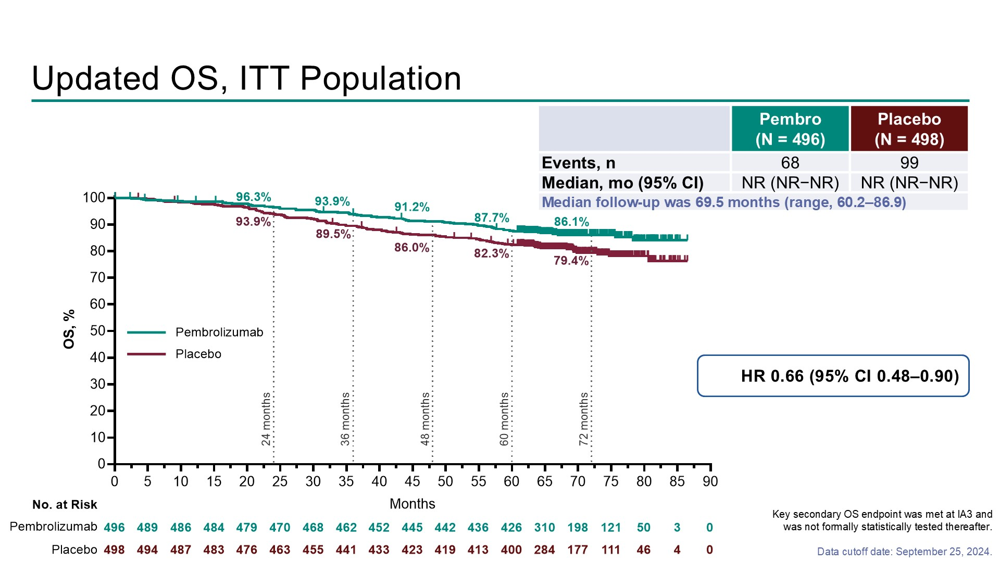 Updated OS, ITT Population
Pembro Placebo
(N = 496) (N = 498)
Events, n 68 99
Median, mo (95% CI) NR (NR−NR) NR (NR−NR)
Median follow-up was 69.5 months (range, 60.2–86.9)
100
90
80
70
60
50
40
30
20
10
0
OS, %
96.3% 93.9% 91.2% 87.7% 86.1%
93.9% 89.5% 86.0% 82.3% 79.4%
Pembrolizumab
Placebo
24 months
36 months
48 months
60 months
72 months
HR 0.66 (95% CI 0.48–0.90)
0 5 10 15 20 25 30 35 40 45 50 55 60 65 70 75 80 85 90
Months
No. at Risk
Pembrolizumab 496 489 486 484 479 470 468 462 452 445 442 436 426 310 198 121 50 3 0
Placebo 498 494 487 483 476 463 455 441 433 423 419 413 400 284 177 111 46 4 0
Key secondary OS endpoint was met at IA3 and
was not formally statistically tested thereafter.
Data cutoff date: September 25, 2024.